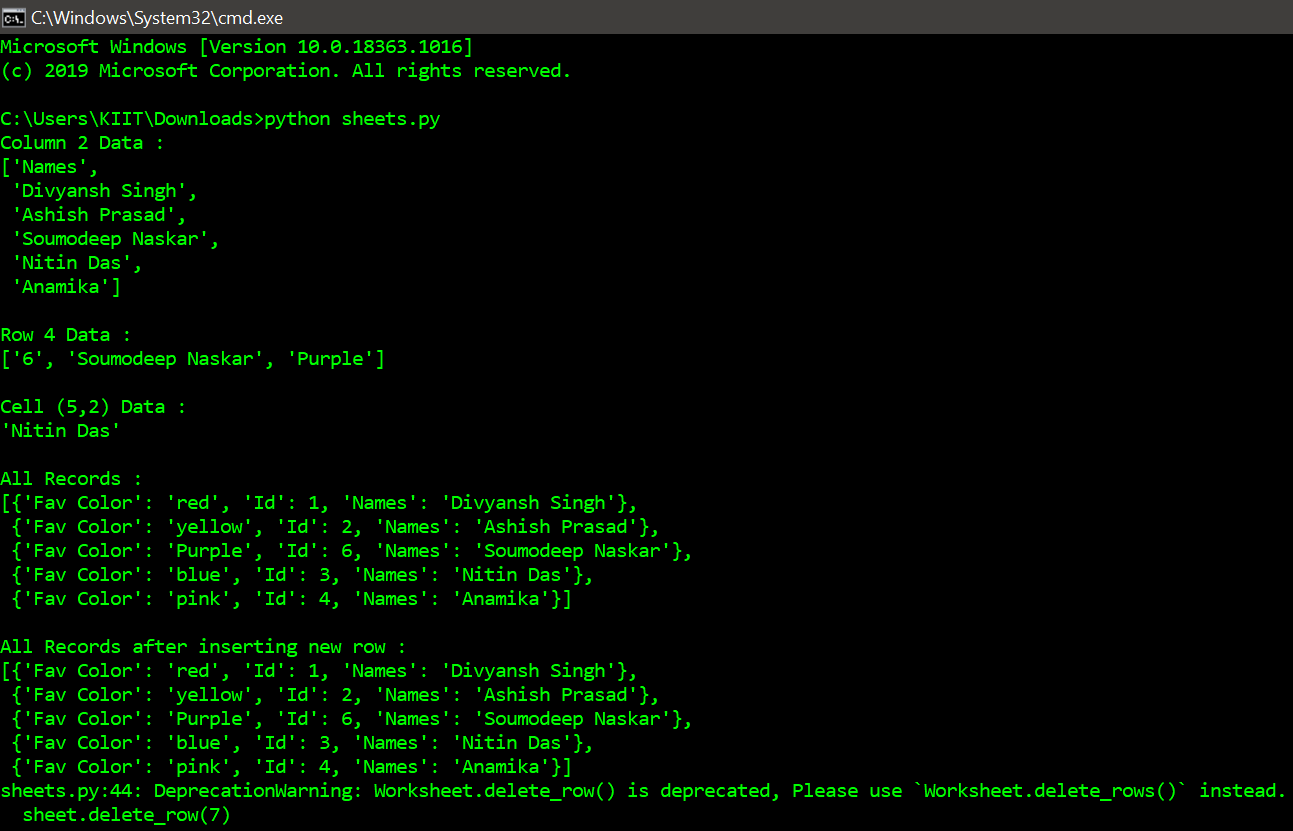 C:\Windows\System32\cmd.exe
Microsoft Windows [Version 10.0.18363.1016]
(c) 2019 Microsoft Corporation. All rights reserved.
C:\Users\KIIT\Downloads>python sheets.py
Column 2 Data :
['Names',
 'Divyansh Singh',
 'Ashish Prasad',
 'Soumodeep Naskar',
 'Nitin Das',
 'Anamika']
Row 4 Data :
['6', 'Soumodeep Naskar', 'Purple']
Cell (5,2) Data :
'Nitin Das'
All Records :
[{'Fav Color': 'red', 'Id': 1, 'Names': 'Divyansh Singh'},
 {'Fav Color': 'yellow', 'Id': 2, 'Names': 'Ashish Prasad'},
 {'Fav Color': 'Purple', 'Id': 6, 'Names': 'Soumodeep Naskar'},
 {'Fav Color': 'blue', 'Id': 3, 'Names': 'Nitin Das'},
 {'Fav Color': 'pink', 'Id': 4, 'Names': 'Anamika'}]
All Records after inserting new row :
[{'Fav Color': 'red', 'Id': 1, 'Names': 'Divyansh Singh'},
 {'Fav Color': 'yellow', 'Id': 2, 'Names': 'Ashish Prasad'},
 {'Fav Color': 'Purple', 'Id': 6, 'Names': 'Soumodeep Naskar'},
 {'Fav Color': 'blue', 'Id': 3, 'Names': 'Nitin Das'},
 {'Fav Color': 'pink', 'Id': 4, 'Names': 'Anamika'}]
sheets.py:44: DeprecationWarning: Worksheet.delete_row() is deprecated, Please use `Worksheet.delete_rows()` instead.
  sheet.delete_row(7)